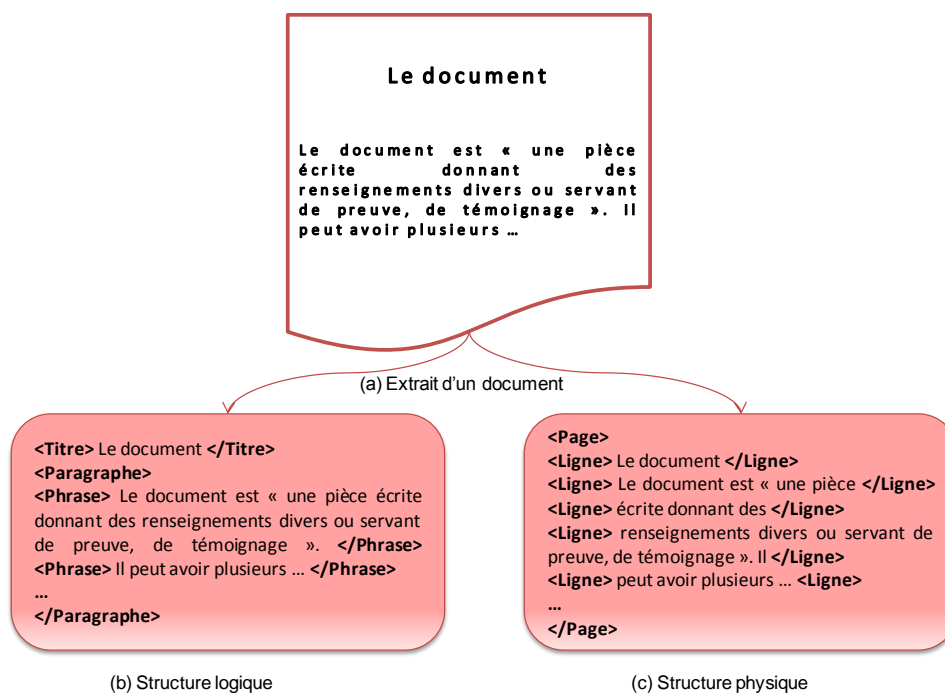 Le document
Le document est « une pièce
écrite donnant des
renseignements divers ou servant
de preuve, de témoignage ». Il
peut avoir plusieurs …
(a) Extrait d'un document
<Titre> Le document </Titre>
<Paragraphe>
<Phrase> Le document est « une pièce écrite
donnant des renseignements divers ou servant
de preuve, de témoignage ». </Phrase>
<Phrase> Il peut avoir plusieurs … </Phrase>
…
</Paragraphe>
(b) Structure logique
<Page>
<Ligne> Le document </Ligne>
<Ligne> Le document est « une pièce </Ligne>
<Ligne> écrite donnant des </Ligne>
<Ligne> renseignements divers ou servant de
preuve, de témoignage ». Il </Ligne>
<Ligne> peut avoir plusieurs … <Ligne>
…
</Page>
(c) Structure physique